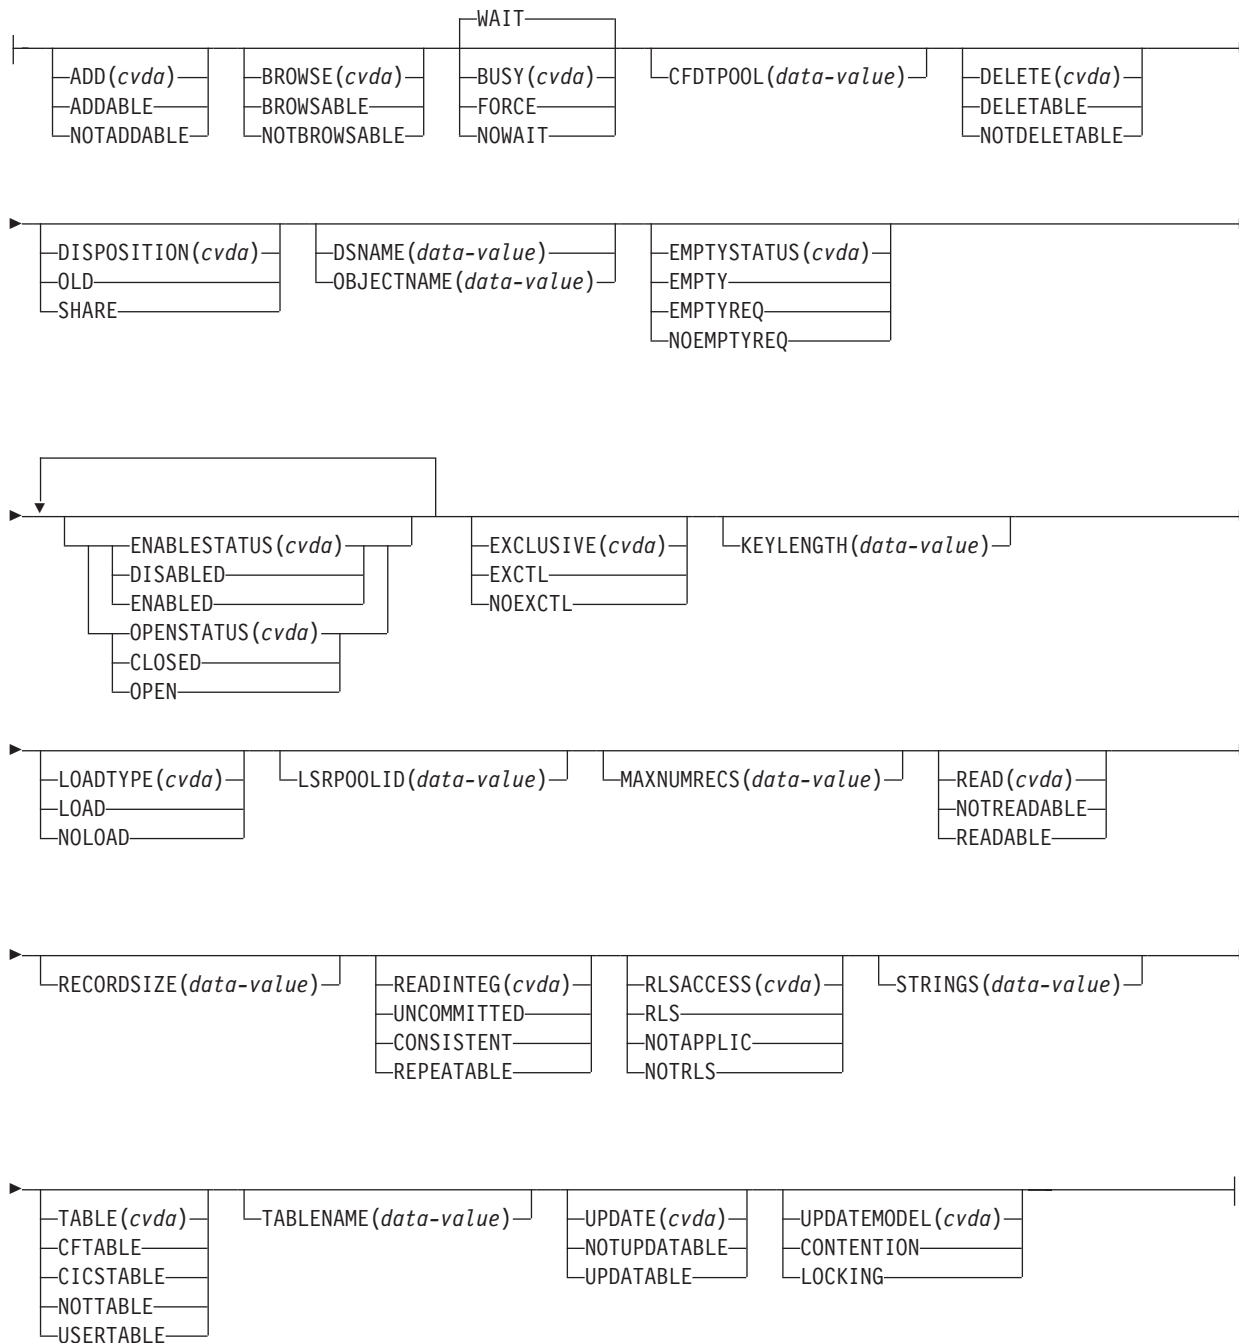 WAIT
ADD(cvda) BROWSE(cvda) BUSY(cvda) CFDTPOOL(data-value) DELETE(cvda)
ADDABLE BROWSABLE FORCE DELETABLE
NOTADDABLE NOTBROWSABLE NOWAIT NOTDELETABLE
DISPOSITION(cvda) DSNAME(data-value) EMPTYSTATUS(cvda)
OLD OBJECTNAME(data-value) EMPTY
SHARE EMPTYREQ
NOEMPTYREQ
ENABLESTATUS(cvda) EXCLUSIVE(cvda) KEYLENGTH(data-value)
DISABLED EXCTL
ENABLED NOEXCTL
OPENSTATUS(cvda)
CLOSED
OPEN
LOADTYPE(cvda) LSRPOOLID(data-value) MAXNUMRECS(data-value) READ(cvda)
LOAD NOTREADABLE
NOLOAD READABLE
RECORDSIZE(data-value) READINTEG(cvda) RLSACCESS(cvda) STRINGS(data-value)
UNCOMMITTED RLS
CONSISTENT NOTAPPLIC
REPEATABLE NOTRLS
TABLE(cvda) TABLENAME(data-value) UPDATE(cvda) UPDATEMODEL(cvda)
CFTABLE NOTUPDATABLE CONTENTION
CICSTABLE UPDATABLE LOCKING
NOTTABLE
USERTABLE